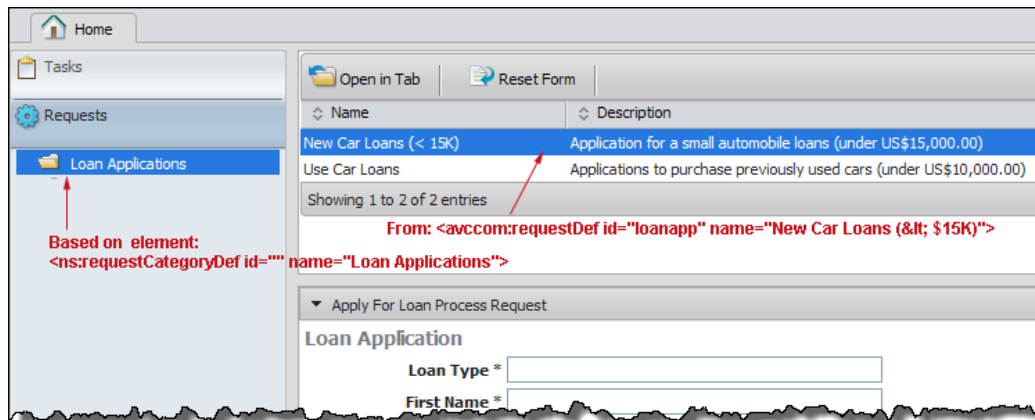 Home
Tasks
Requests
Loan Applications
Open in Tab
Reset Form
Name Description
New Car Loans (< 15K) Application for a small automobile loans (under US$15,000.00)
Use Car Loans Applications to purchase previously used cars (under US$10,000.00)
Showing 1 to 2 of 2 entries
From: <avccom:requestDef id="loanapp" name="New Car Loans (&lt; $15K)">
Based on element:
<ns:requestCategoryDef id="" name="Loan Applications">
Apply For Loan Process Request
Loan Application
Loan Type *
First Name *